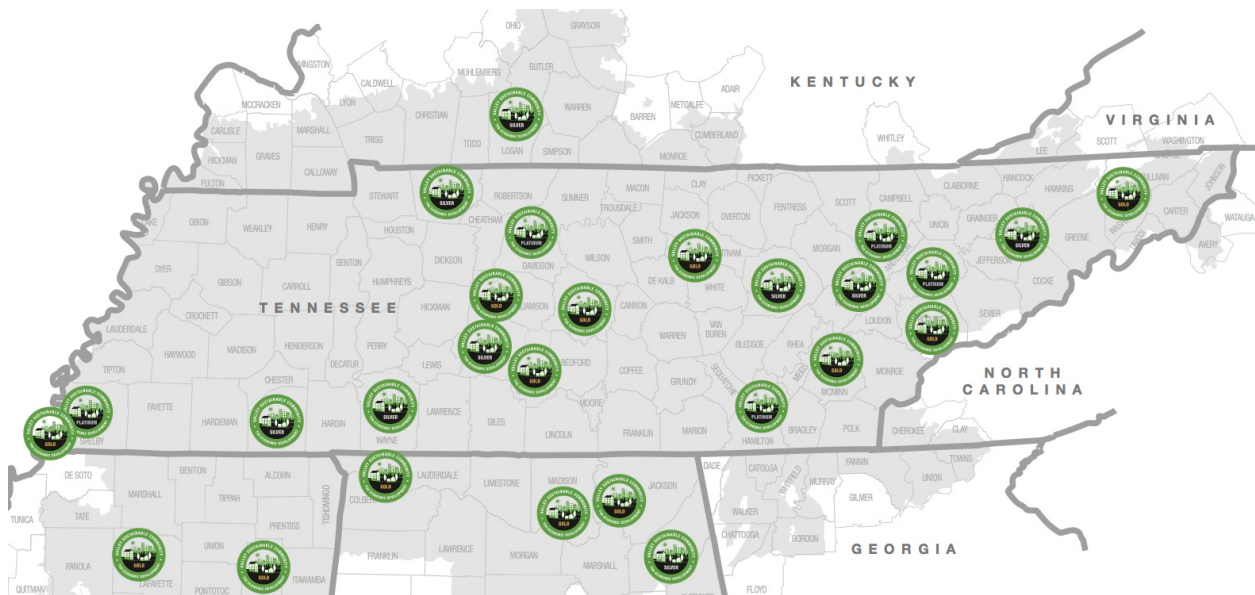 OHIO
GRAYSON
VINGSTON
CALDWELL
MUHLENBERG
BUTLER
KENTUCKY
ADAIR
MCCRACKEN
LYON
CHRISTIAN
WARREN
BARREN
METCALFE
CARLISLE
MARSHALL
TRIGG
TODD
LOGAN
SIMPSON
MONROE
CUMBERLAND
WHITLEY
VIRGINIA
SCOTT
WASHINGTON
LEE
HICKMAN
GRAVES
FULTON
CALLOWAY
STEWART
ROBERTSON
SUMNER
MACON
CLAY
PICKETT
TROUSDALE
JACKSON
OVERTON
FENTRESS
SCOTT
CAMPBELL
CLAIBORNE
HANCOCK
HAWKINS
JOHNSON
CARTER
WATAUGA
AVERY
LAKE
OBION
WEAKLEY
HENRY
HOUSTON
CHEATHAM
DAVIDSON
WILSON
SMITH
MORGAN
UNION
GRAINGER
GREENE
JEFFERSON
COCKE
SEVIER
DYER
GIBSON
CARROLL
BENTON
HUMPHREYS
DICKSON
HICKMAN
DE KALB
WHITE
CANNON
LOUDON
TENNESSEE
LAUDERDALE
CROCKETT
HAYWOOD
MADISON
HENDERSON
DECATUR
PERRY
LEWIS
BEDFORD
COFFEE
WARREN
VAN
BUREN
BLEDSOE
RHEA
MEIGS
MCMINN
MONROE
NORTH
CAROLINA
TIPTON
FAYETTE
SHELBY
HARDEMAN
CHESTER
HARDIN
WAYNE
LAWRENCE
GILES
LINCOLN
MOORE
FRANKLIN
GRUNDY
MARION
SEQUATCHIE
HAMILTON
BRADLEY
POLK
CHEROKEE
CLAY
DE SOTO
MARSHALL
BENTON
TIPPAH
ALCORN
TISHOMINGO
PRENTISS
LAUDERDALE
LIMESTONE
MADISON
JACKSON
DADE
CATOOSA
WHITFIELD
MURRAY
FANNIN
GILMER
UNION
TOWNS
TUNICA
TATE
PANOLA
QUITMAN
LAFAYETTE
UNION
PONTOTOC
ITAWAMBA
FRANKLIN
LAWRENCE
MORGAN
MARSHALL
WALKER
CHATTOOGA
GORDON
FLOYD
GEORGIA
VALLEY SUSTAINABLE COMMUNITY
SILVER
GOLD
PLATINUM